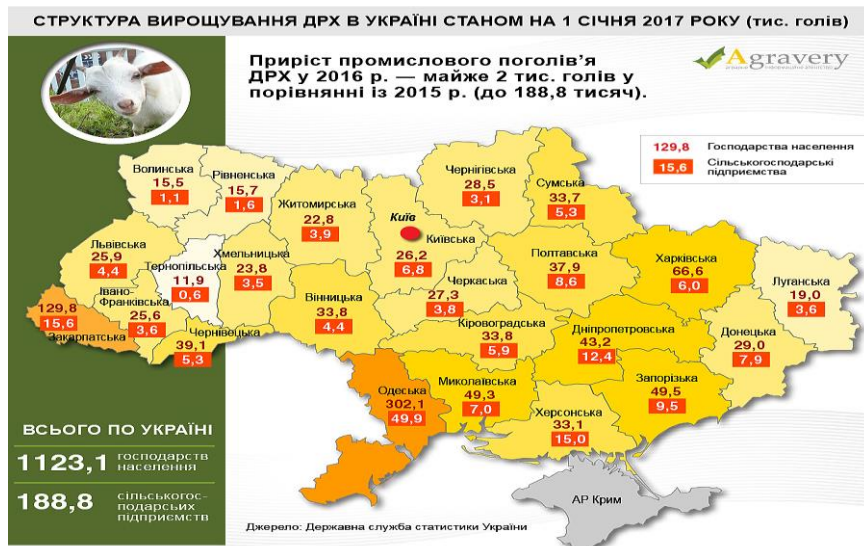 СТРУКТУРА ВИРОЩУВАННЯ ДРХ В УКРАЇНІ СТАНОМ НА 1 СІЧНЯ 2017 РОКУ (тис. голів)
Приріст промислового поголів’я
ДРХ у 2016 р. — майже 2 тис. голів у
порівнянні із 2015 р. (до 188,8 тисяч).
Agravery
129,8 Господарства населення
15,6 Сільськогосподарські
підприємства
Волинська
15,5
1,1
Рівненська
15,7
1,6
Житомирська
22,8
3,9
Київ
Київська
26,2
6,8
Чернігівська
28,5
3,1
Сумська
33,7
5,3
Львівська
25,9
4,4
Тернопільська
11,9
0,6
Хмельницька
23,8
3,5
Вінницька
33,8
4,4
Черкаська
27,3
3,8
Полтавська
37,9
8,6
Харківська
66,6
6,0
Луганська
19,0
3,6
129,8
15,6
Закарпатська
Івано-
Франківська
25,6
3,6
Чернівецька
39,1
5,3
Кіровоградська
33,8
5,9
Дніпропетровська
43,2
12,4
Донецька
29,0
7,9
Одеська
302,1
49,9
Миколаївська
49,3
7,0
Херсонська
33,1
15,0
Запорізька
49,5
9,5
АР Крим
ВСЬОГО ПО УКРАЇНІ
1123,1 господарств
населення
188,8 сільськогос-
подарсьих
підприємств
Джерело: Державна служба статистики України